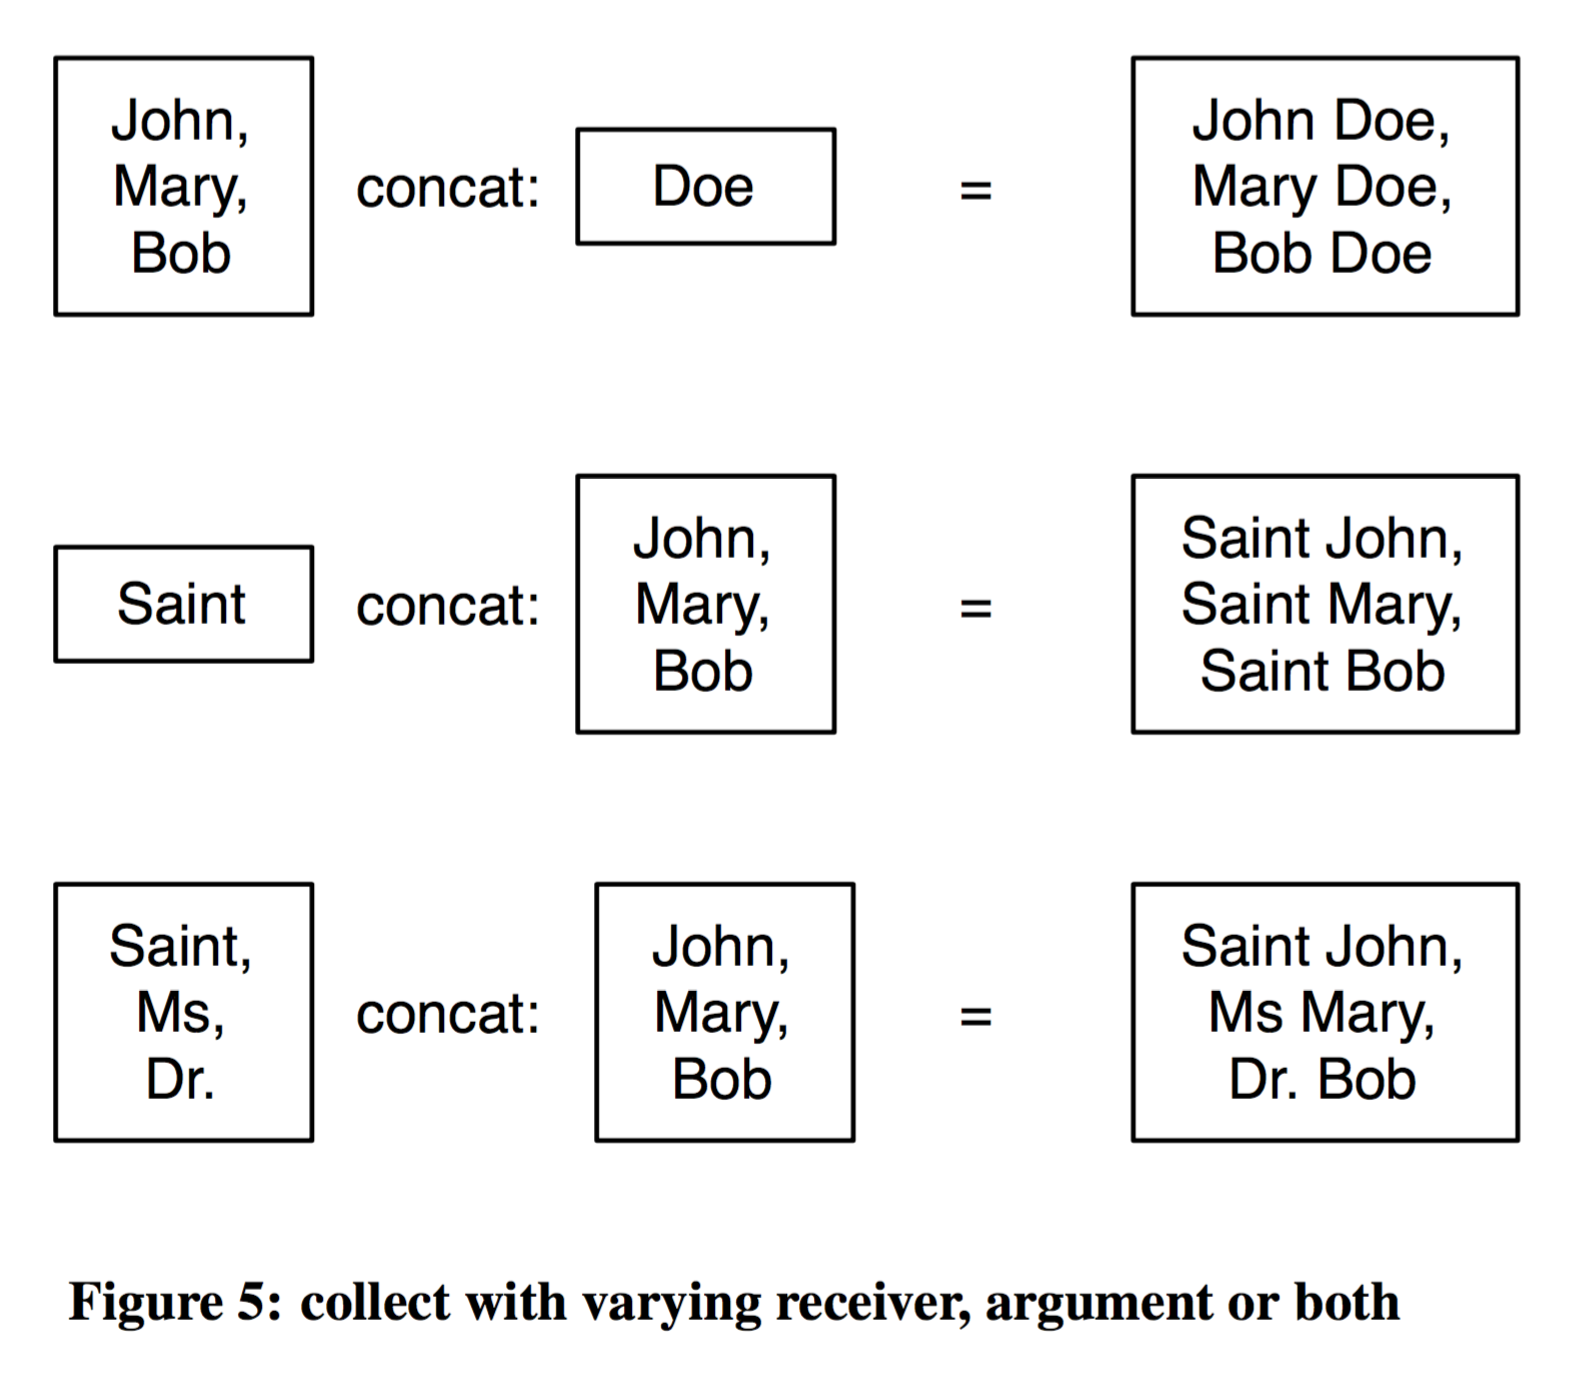 John,
Mary,
Bob
concat:
Doe
=
John Doe,
Mary Doe,
Bob Doe
Saint
concat:
John,
Mary,
Bob
=
Saint John,
Saint Mary,
Saint Bob
Saint,
Ms,
Dr.
concat:
John,
Mary,
Bob
=
Saint John,
Ms Mary,
Dr. Bob
Figure 5: collect with varying receiver, argument or both